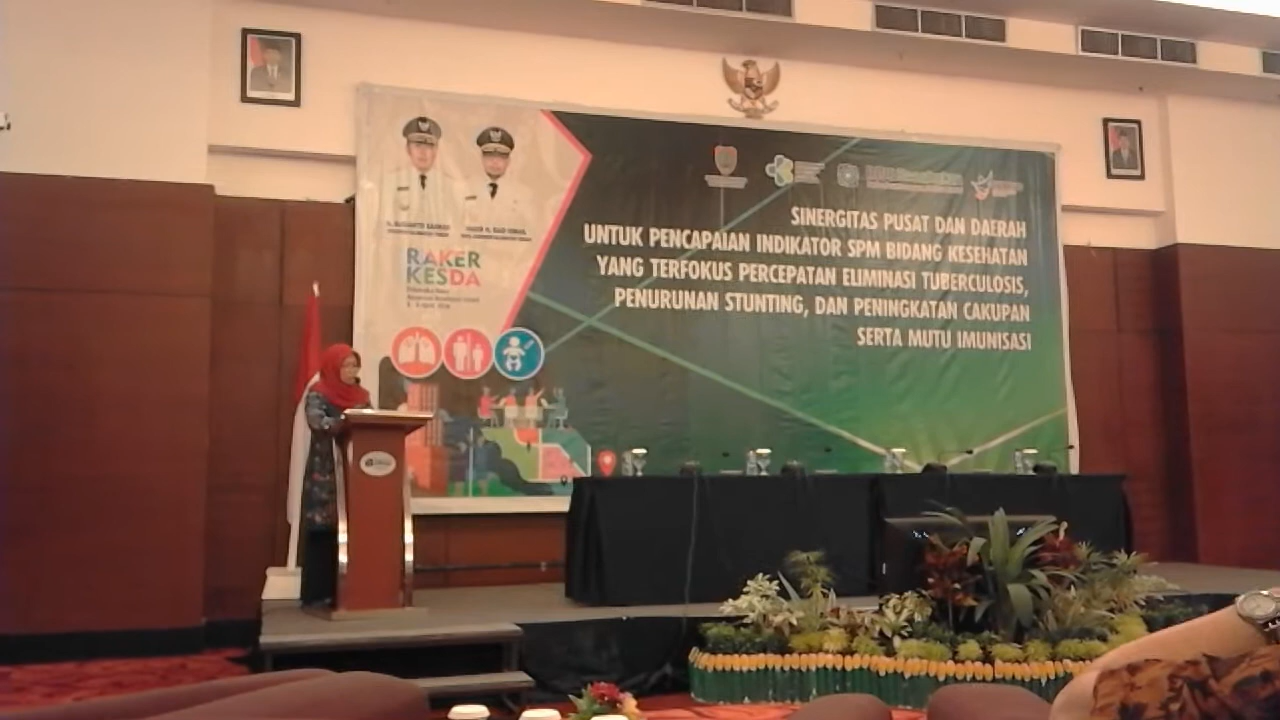 RAKER
KESDA
SINERGITAS PUSAT DAN DAERAH
UNTUK PENCAPAIAN INDIKATOR SPM BIDANG KESEHATAN
YANG TERFOKUS PERCEPATAN ELIMINASI TUBERCULOSIS,
PENURUNAN STUNTING, DAN PENINGKATAN CAKUPAN
SERTA MUTU IMUNISASI